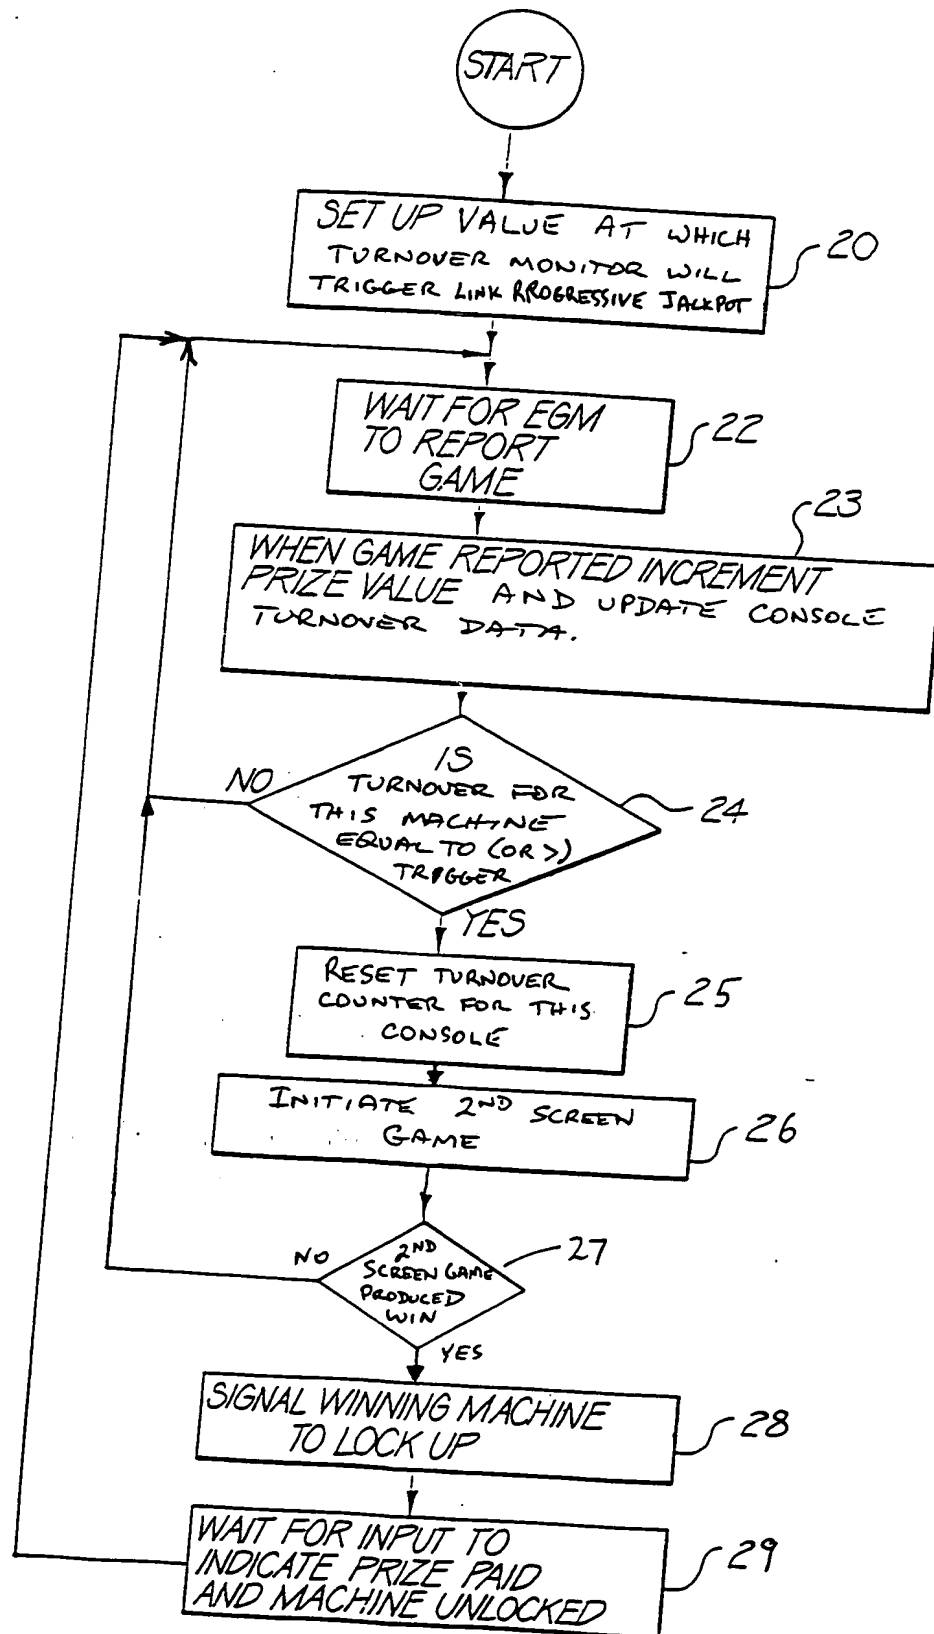 START
SET UP VALUE AT WHICH
TURNOVER MONITOR WILL
TRIGGER LINK PROGRESSIVE JACKPOT
20
WAIT FOR EGM
TO REPORT
GAME
22
23
WHEN GAME REPORTED INCREMENT
PRIZE VALUE AND UPDATE CONSOLE
TURNOVER DATA.
NO
IS
TURNOVER FOR
THIS MACHINE
EQUAL TO (OR >)
TRIGGER
24
YES
RESET TURNOVER
COUNTER FOR THIS
CONSOLE
25
INITIATE 2ND SCREEN
GAME
26
NO
2ND
SCREEN GAME
PRODUCED
WIN
27
YES
SIGNAL WINNING MACHINE
TO LOCK UP
28
WAIT FOR INPUT TO
INDICATE PRIZE PAID
AND MACHINE UNLOCKED
29